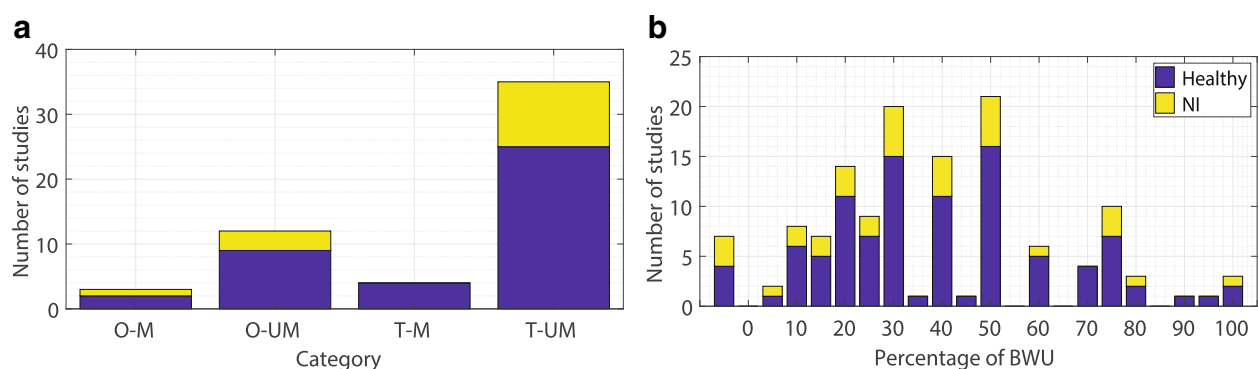 a
40
30
20
10
0
Number of studies
O-M O-UM T-M T-UM
Category
b
25
20
15
10
5
0
Number of studies
Healthy
NI
0 10 20 30 40 50 60 70 80 90 100
Percentage of BWU